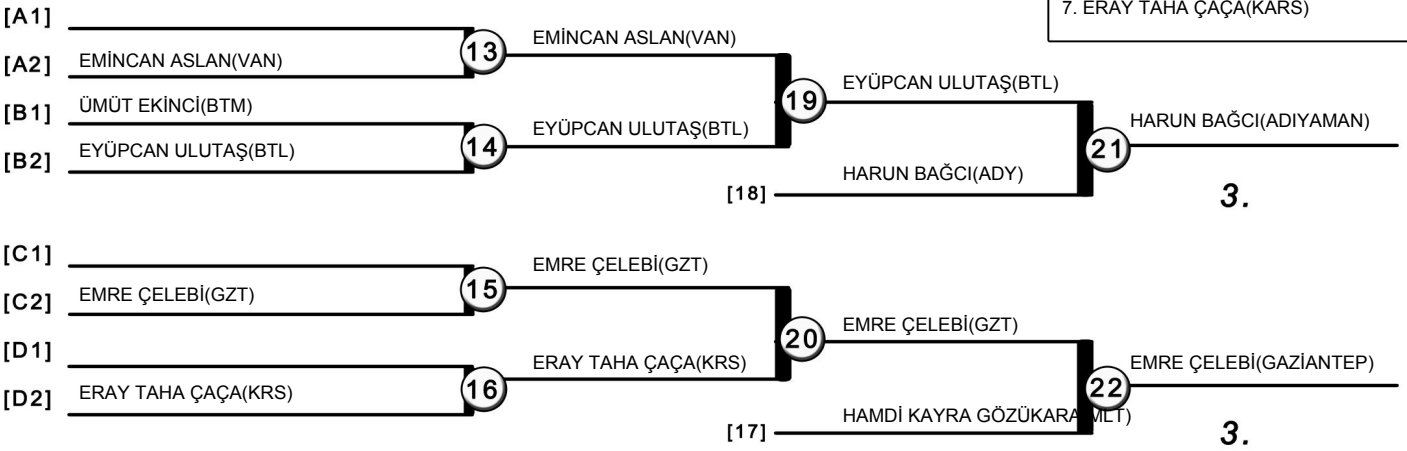 7. ERAY TAHA ÇAÇA(KARS)
[A1]
13
EMİNCAN ASLAN(VAN)
[A2]
EMİNCAN ASLAN(VAN)
19
EYÜPCAN ULUTAŞ(BTL)
[B1]
ÜMÜT EKİNCİ(BTM)
14
EYÜPCAN ULUTAŞ(BTL)
21
HARUN BAĞCI(ADIYAMAN)
[B2]
EYÜPCAN ULUTAŞ(BTL)
[18]
HARUN BAĞCI(ADY)
3.
[C1]
15
EMRE ÇELEBİ(GZT)
[C2]
EMRE ÇELEBİ(GZT)
20
EMRE ÇELEBİ(GZT)
[D1]
16
ERAY TAHA ÇAÇA(KRS)
22
EMRE ÇELEBİ(GAZİANTEP)
[D2]
ERAY TAHA ÇAÇA(KRS)
[17]
HAMDİ KAYRA GÖZÜKARA(MLT)
3.